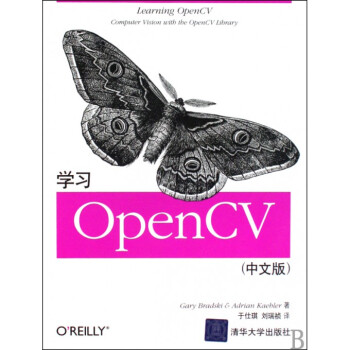 Learning OpenCV
Computer Vision with the OpenCV Library
学习
OpenCV
(中文版)
Gary Bradski & Adrian Kaebler 著
于仕琪 刘瑞祯 译
O'REILLY®
清华大学出版社
B